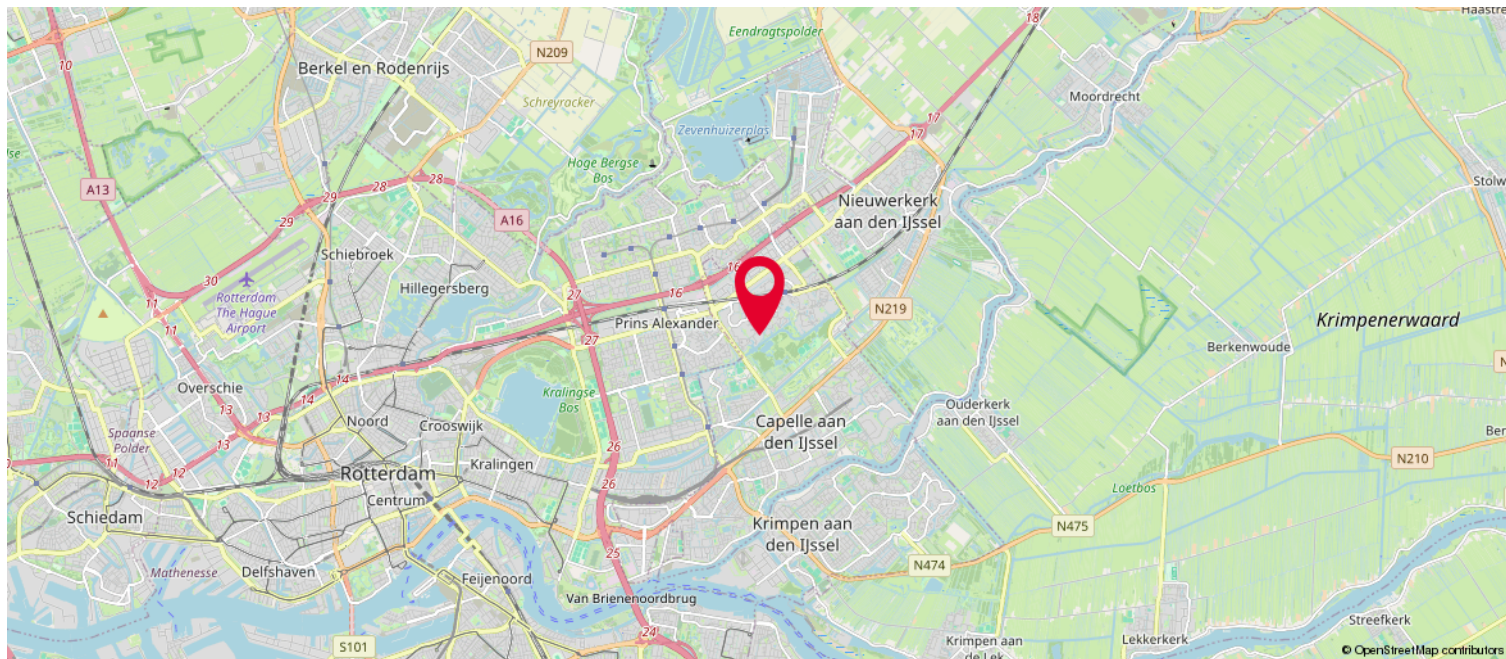 Haastre
18
Eendragtspolder
10
N209
Berkel en Rodenrijs
Moordrecht
Schreyracker
Zevenhuizerplas
17
17
Hoge Bergse
Bos
28
28
A13
29
A16
Stolw
Nieuwerkerk
aan den IJssel
29
Schiebroek
16
30
Hillegersberg
11
Rotterdam
The Hague
Airport
27
16
N219
11
Prins Alexander
Krimpenerwaard
27
Berkenwoude
14
Overschie
Kralingse
Bos
14
13
13
Noord
Crooswijk
Ouderkerk
aan den IJssel
Capelle aan
den IJssel
Spaanse
Polder
Ber
26
11
12
12
Kralingen
N210
Rotterdam
26
Loetbos
Centrum
Schiedam
Krimpen aan
den IJssel
N475
25
N474
Mathenesse
Delfshaven
Feijenoord
Van Brienenoordbrug
24
Streefkerk
S101
Krimpen aan
de Lek
Lekkerkerk
© OpenStreetMap contributors